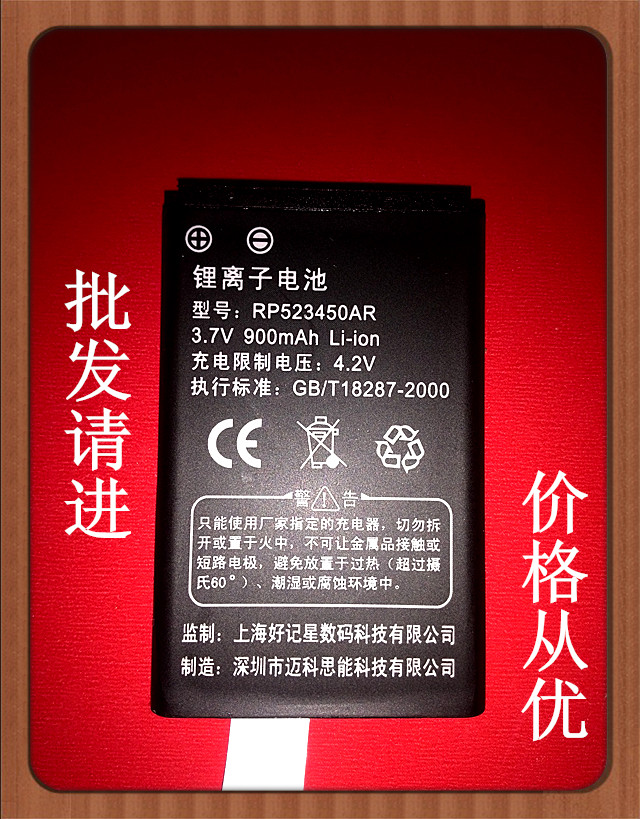 批发请进
锂离子电池
型号：RP523450AR
3.7V 900mAh Li-ion
充电限制电压：4.2V
执行标准：GB/T18287-2000
CE
警告
只能使用厂家指定的充电器，切勿拆
开或置于火中，不可让金属品接触或
短路电极，避免放置于过热（超过摄
氏60°）、潮湿或腐蚀环境中。
监制：上海好记星数码科技有限公司
制造：深圳市迈科思能科技有限公司
价格从优